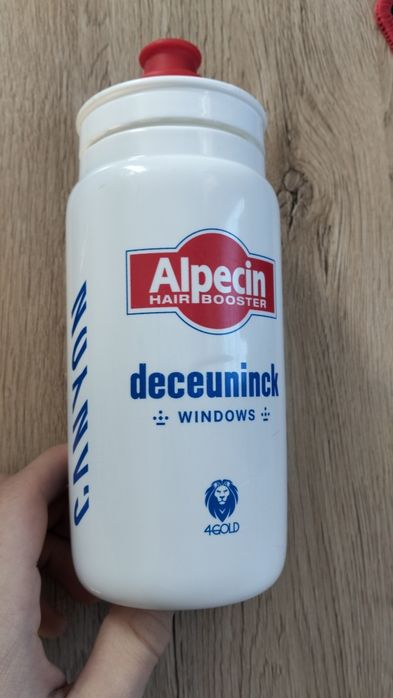 Alpecin
HAIR BOOSTER
deceuninck
WINDOWS
4GOLD
CANYON